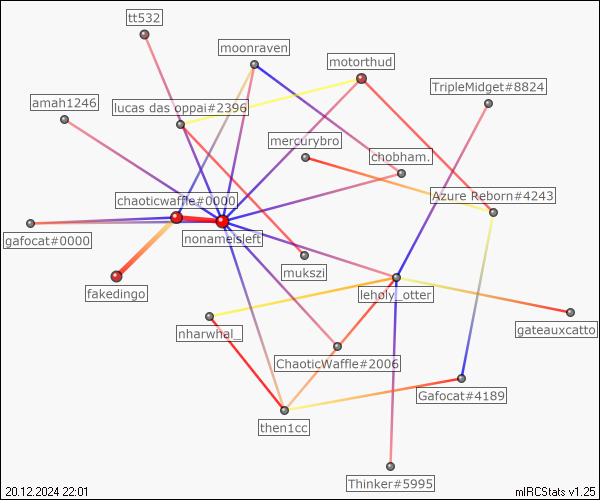 tt532
moonraven
motorthud
TripleMidget#8824
amah1246
lucas das oppai#2396
mercurybro
chobham.
chaoticwaffle#0000
Azure Reborn#4243
gafocat#0000
nonameisleft
mukszi
fakedingo
leholy_otter
nharwhal_
gateauxcatto
ChaoticWaffle#2006
Gafocat#4189
then1cc
Thinker#5995
20.12.2024 22:01
mIRCStats v1.25